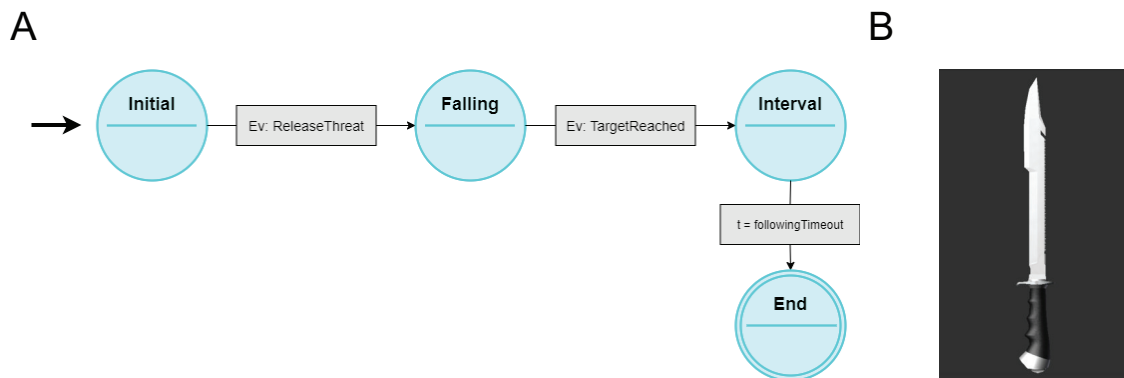 A
B
Initial
Ev: ReleaseThreat
Falling
Ev: TargetReached
Interval
t = followingTimeout
End